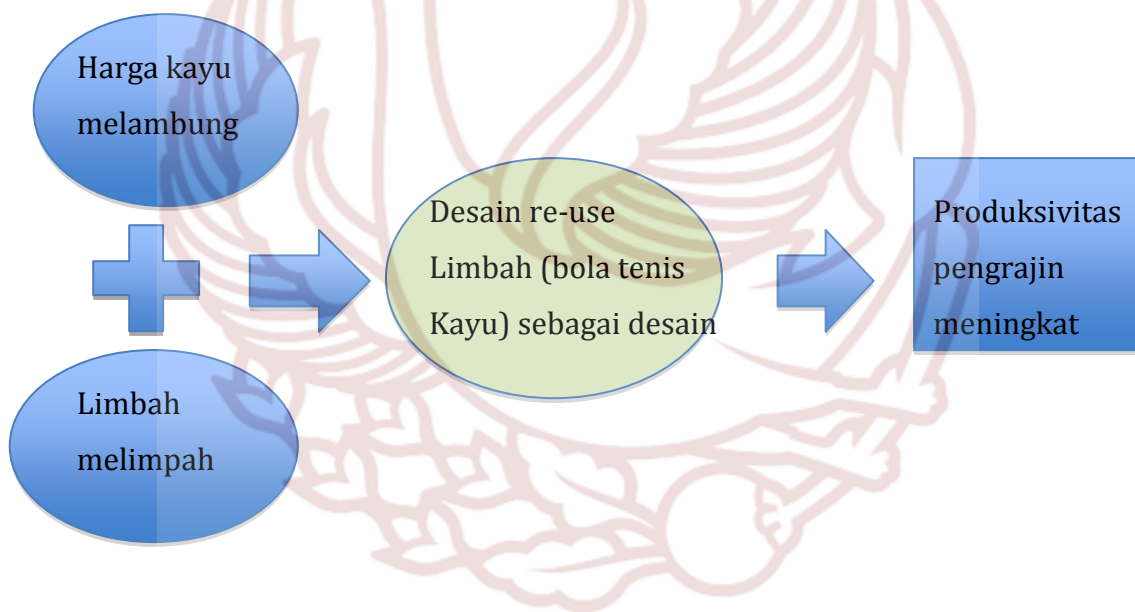 Harga kayu
melambung
Limbah
melimpah
Desain re-use
Limbah (bola tenis
Kayu) sebagai desain
Produksivitas
pengrajin
meningkat